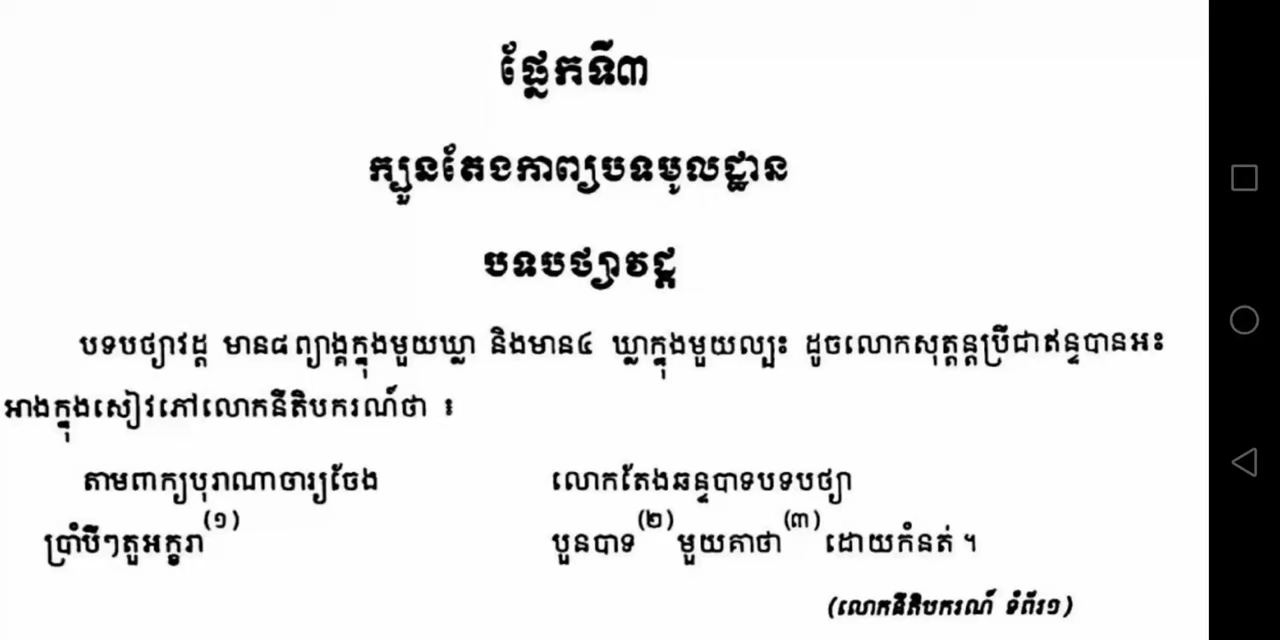 ផ្នែកទី៣
ក្បួនតែងកាព្យបទមូលដ្ឋាន
បទបថ្យាវដ្ត
បទបថ្យាវដ្ត មាន៨ព្យាង្គក្នុងមួយឃ្លា និងមាន៤ ឃ្លាក្នុងមួយល្បះ ដូចលោកសុត្តន្តប្រីជាឥន្ទបានអះ
អាងក្នុងសៀវភៅលោកនីតិបករណ៍ថា ៖
តាមពាក្យបុរាណាចារ្យចែង លោកតែងឆន្ទបាទបទបថ្យា
ប្រាំបីៗតួអក្ខរា(១) បួនបាទ(២) មួយគាថា(៣) ដោយកំនត់ ។
(លោកនីតិបករណ៍ ទំព័រ១)